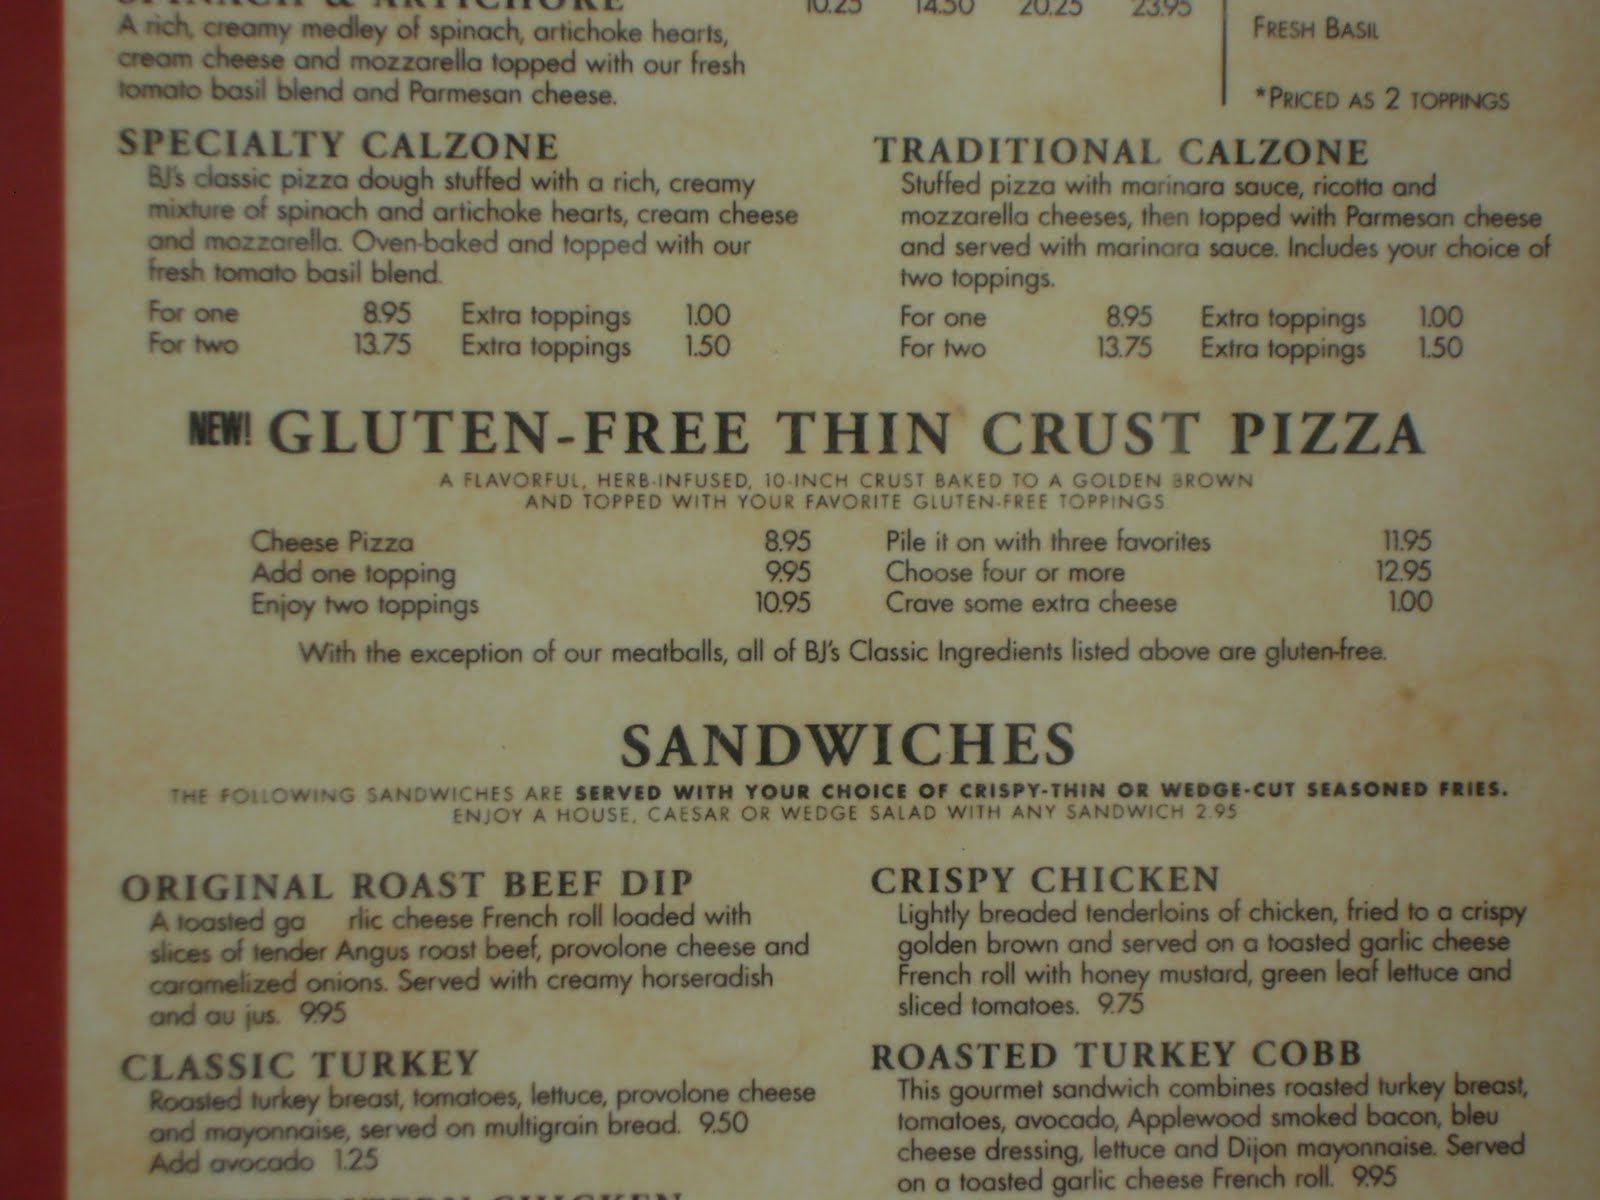 SPINACH & ARTICHOKE 10.25 14.50 20.25 23.95
A rich, creamy medley of spinach, artichoke hearts,
cream cheese and mozzarella topped with our fresh
tomato basil blend and Parmesan cheese.
FRESH BASIL
*PRICED AS 2 TOPPINGS
SPECIALTY CALZONE
BJ's classic pizza dough stuffed with a rich, creamy
mixture of spinach and artichoke hearts, cream cheese
and mozzarella. Oven-baked and topped with our
fresh tomato basil blend.
For one 8.95 Extra toppings 1.00
For two 13.75 Extra toppings 1.50
TRADITIONAL CALZONE
Stuffed pizza with marinara sauce, ricotta and
mozzarella cheeses, then topped with Parmesan cheese
and served with marinara sauce. Includes your choice of
two toppings.
For one 8.95 Extra toppings 1.00
For two 13.75 Extra toppings 1.50
NEW! GLUTEN-FREE THIN CRUST PIZZA
A FLAVORFUL, HERB-INFUSED, 10-INCH CRUST BAKED TO A GOLDEN BROWN
AND TOPPED WITH YOUR FAVORITE GLUTEN-FREE TOPPINGS
Cheese Pizza 8.95
Add one topping 9.95
Enjoy two toppings 10.95
Pile it on with three favorites 11.95
Choose four or more 12.95
Crave some extra cheese 1.00
With the exception of our meatballs, all of BJ's Classic Ingredients listed above are gluten-free.
SANDWICHES
THE FOLLOWING SANDWICHES ARE SERVED WITH YOUR CHOICE OF CRISPY-THIN OR WEDGE-CUT SEASONED FRIES.
ENJOY A HOUSE, CAESAR OR WEDGE SALAD WITH ANY SANDWICH 2.95
ORIGINAL ROAST BEEF DIP
A toasted ga rlic cheese French roll loaded with
slices of tender Angus roast beef, provolone cheese and
caramelized onions. Served with creamy horseradish
and au jus. 9.95
CLASSIC TURKEY
Roasted turkey breast, tomatoes, lettuce, provolone cheese
and mayonnaise, served on multigrain bread. 9.50
Add avocado 1.25
CRISPY CHICKEN
Lightly breaded tenderloins of chicken, fried to a crispy
golden brown and served on a toasted garlic cheese
French roll with honey mustard, green leaf lettuce and
sliced tomatoes. 9.75
ROASTED TURKEY COBB
This gourmet sandwich combines roasted turkey breast,
tomatoes, avocado, Applewood smoked bacon, bleu
cheese dressing, lettuce and Dijon mayonnaise. Served
on a toasted garlic cheese French roll. 9.95
CHICKEN